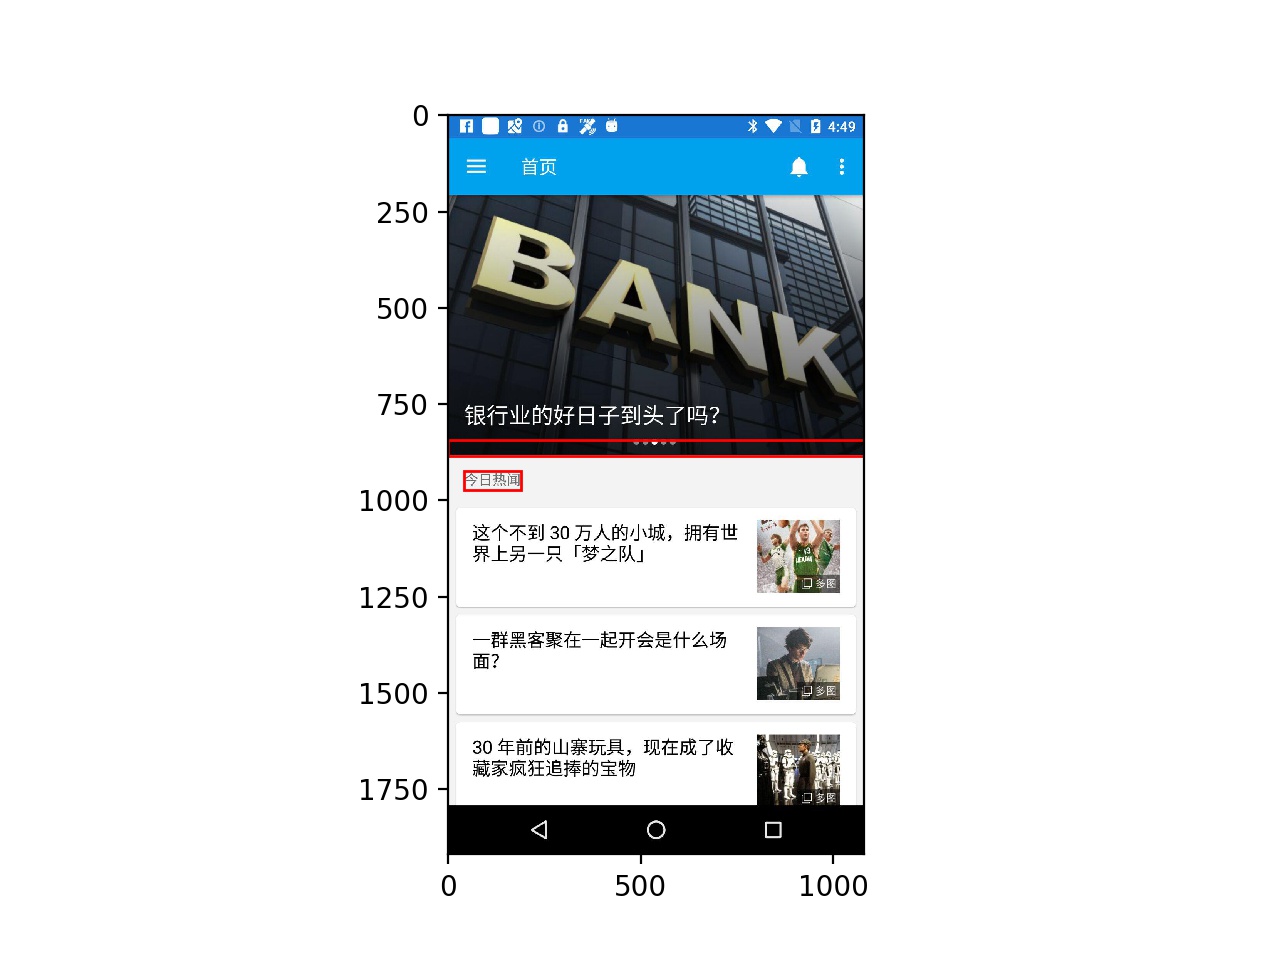 0
250
500
750
1000
1250
1500
1750
4:49
首页
BANK
银行业的好日子到头了吗？
今日热闻
这个不到 30 万人的小城，拥有世
界上另一只「梦之队」
多图
一群黑客聚在一起开会是什么场
面？
多图
30 年前的山寨玩具，现在成了收
藏家疯狂追捧的宝物
多图
0
500
1000